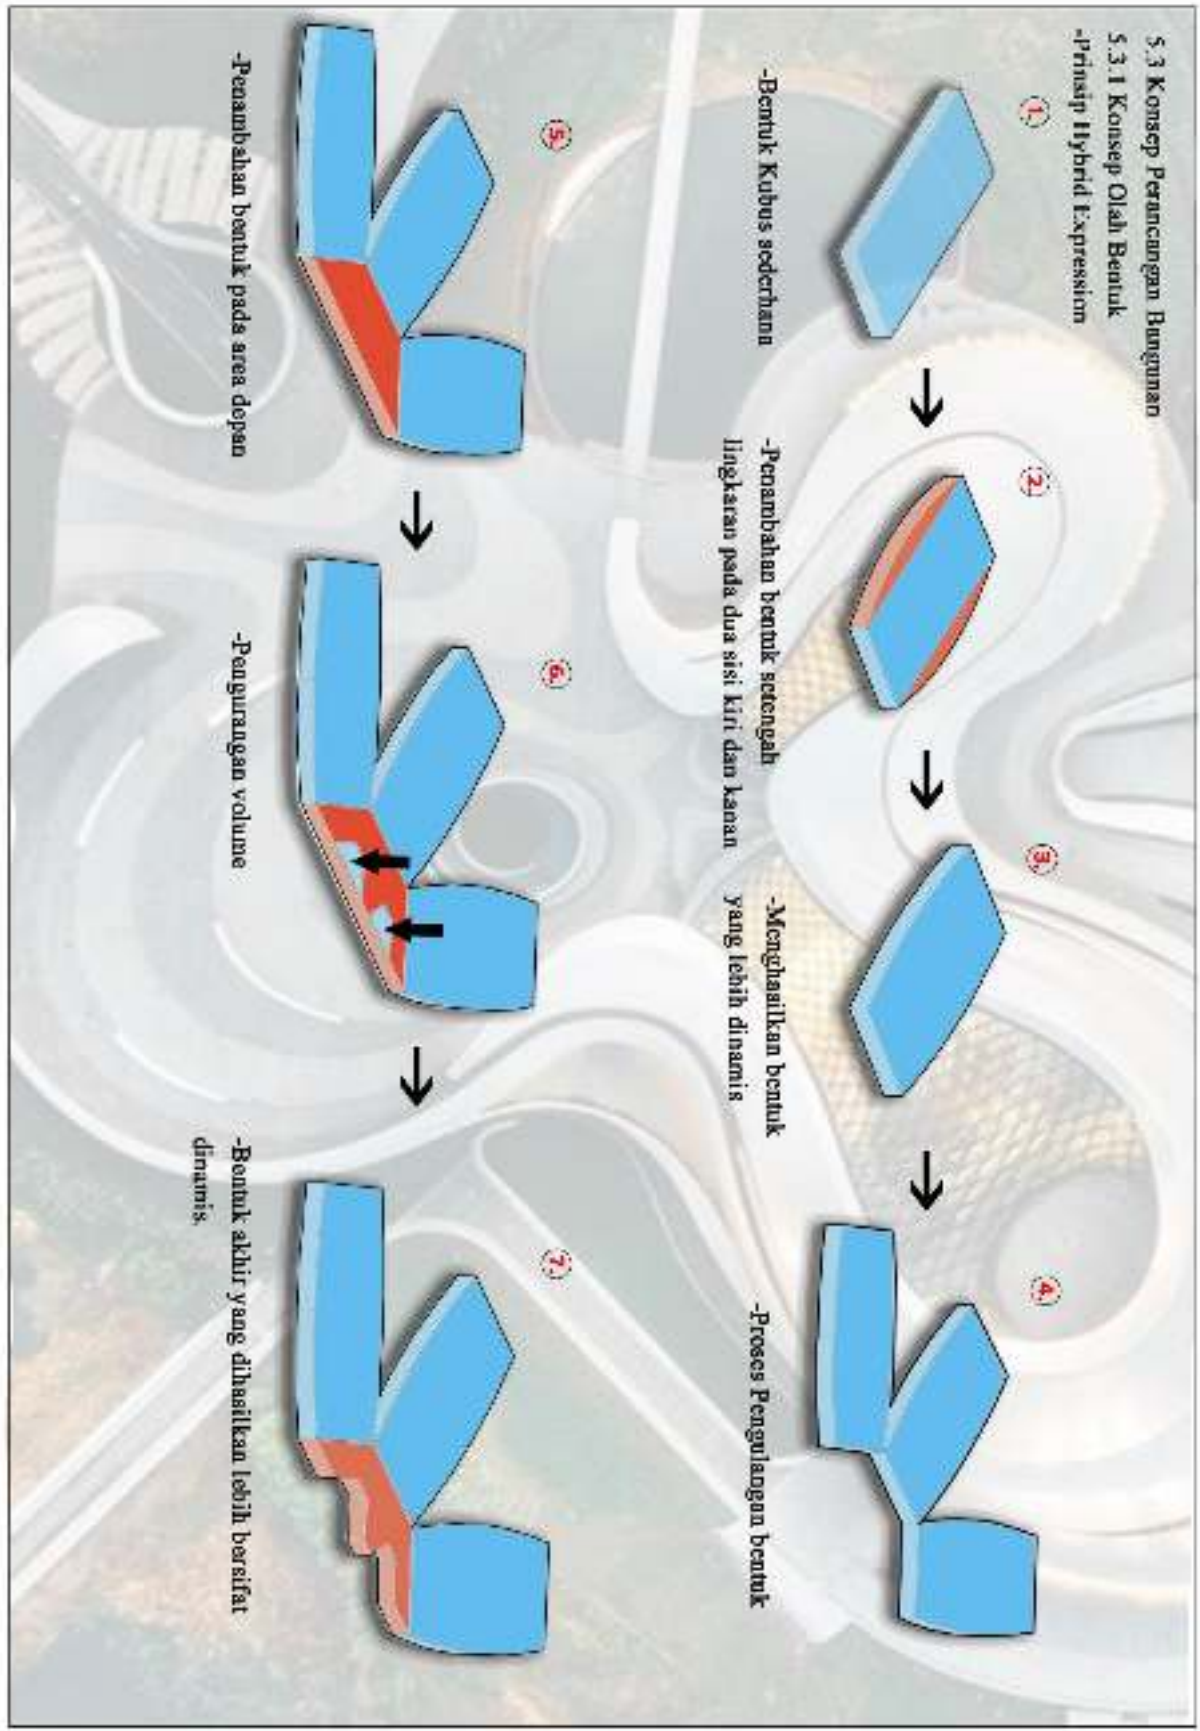 5.3 Konsep Perancangan Bangunan
5.3.1 Konsep Olah Bentuk
-Prinsip Hybrid Expression
1.
-Bentuk Kubus sederhana
2.
-Penambahan bentuk setengah
lingkaran pada dua sisi kiri dan kanan
3.
-Menghasilkan bentuk
yang lebih dinamis
4.
-Proses Pengulangan bentuk
5.
-Penambahan bentuk pada area depan
6.
-Pengurangan volume
7.
-Bentuk akhir yang dihasilkan lebih bersifat
dinamis.